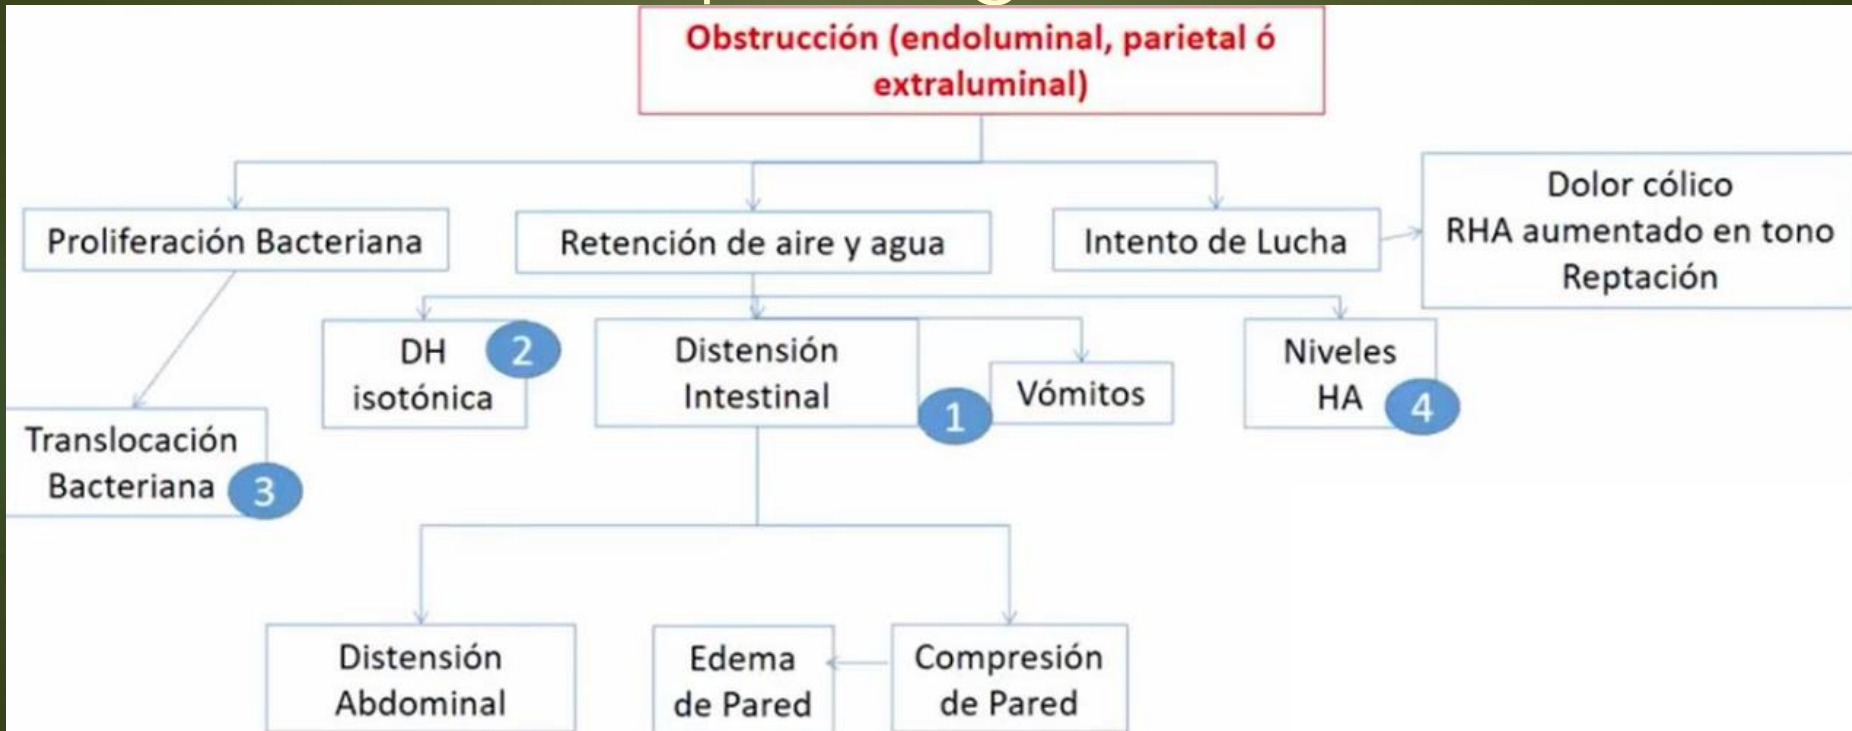 Obstrucción (endoluminal, parietal ó
extraluminal)
Proliferación Bacteriana
Retención de aire y agua
Intento de Lucha
Dolor cólico
RHA aumentado en tono
Reptación
DH
isotónica
2
Distensión
Intestinal
1
Vómitos
Niveles
HA
4
Translocación
Bacteriana
3
Distensión
Abdominal
Edema
de Pared
Compresión
de Pared